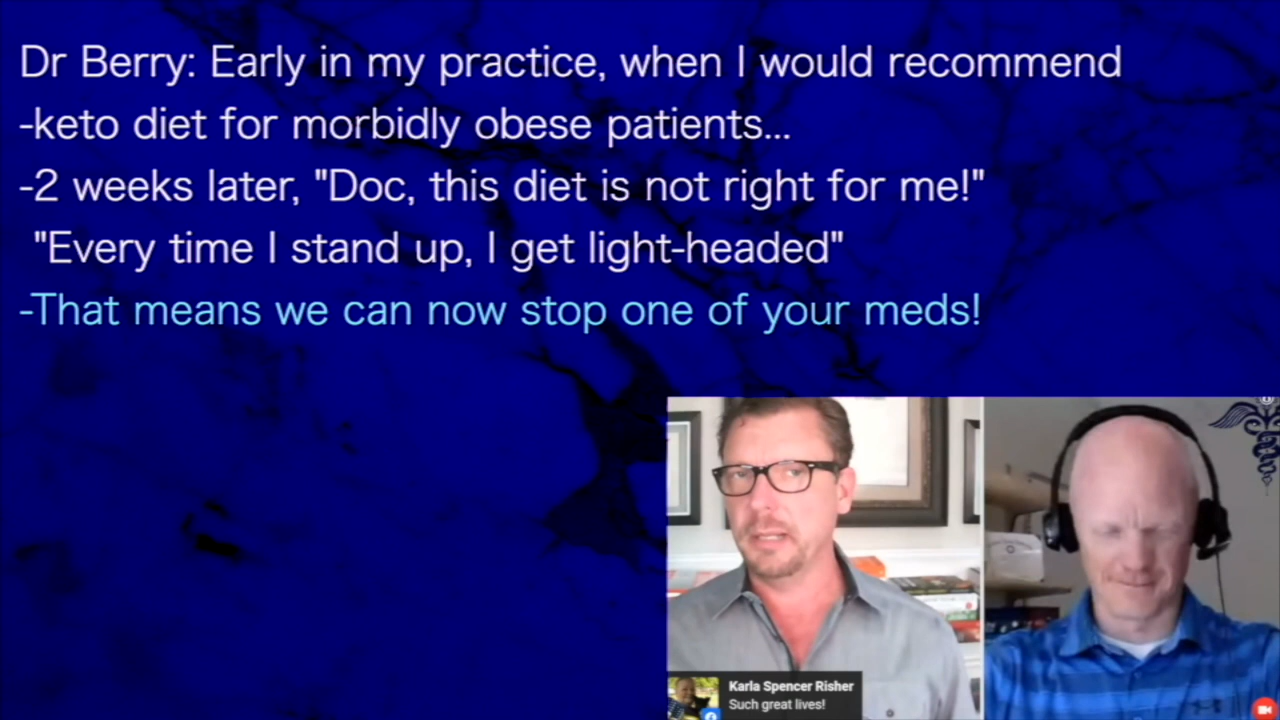 Dr Berry: Early in my practice, when I would recommend
-keto diet for morbidly obese patients...
-2 weeks later, "Doc, this diet is not right for me!"
"Every time I stand up, I get light-headed"
-That means we can now stop one of your meds!
Karla Spencer Risher
Such great lives!